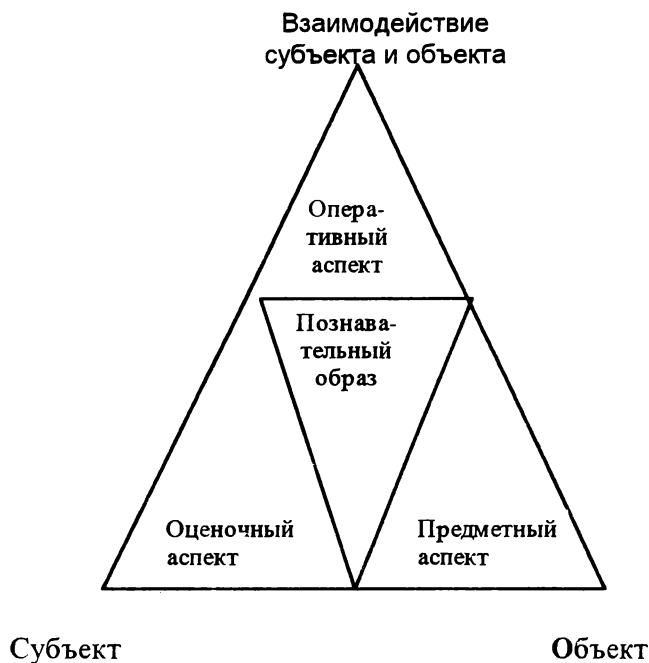 Взаимодействие
субъекта и объекта
Опера-
тивный
аспект
Познава-
тельный
образ
Оценочный
аспект
Предметный
аспект
Субъект
Объект